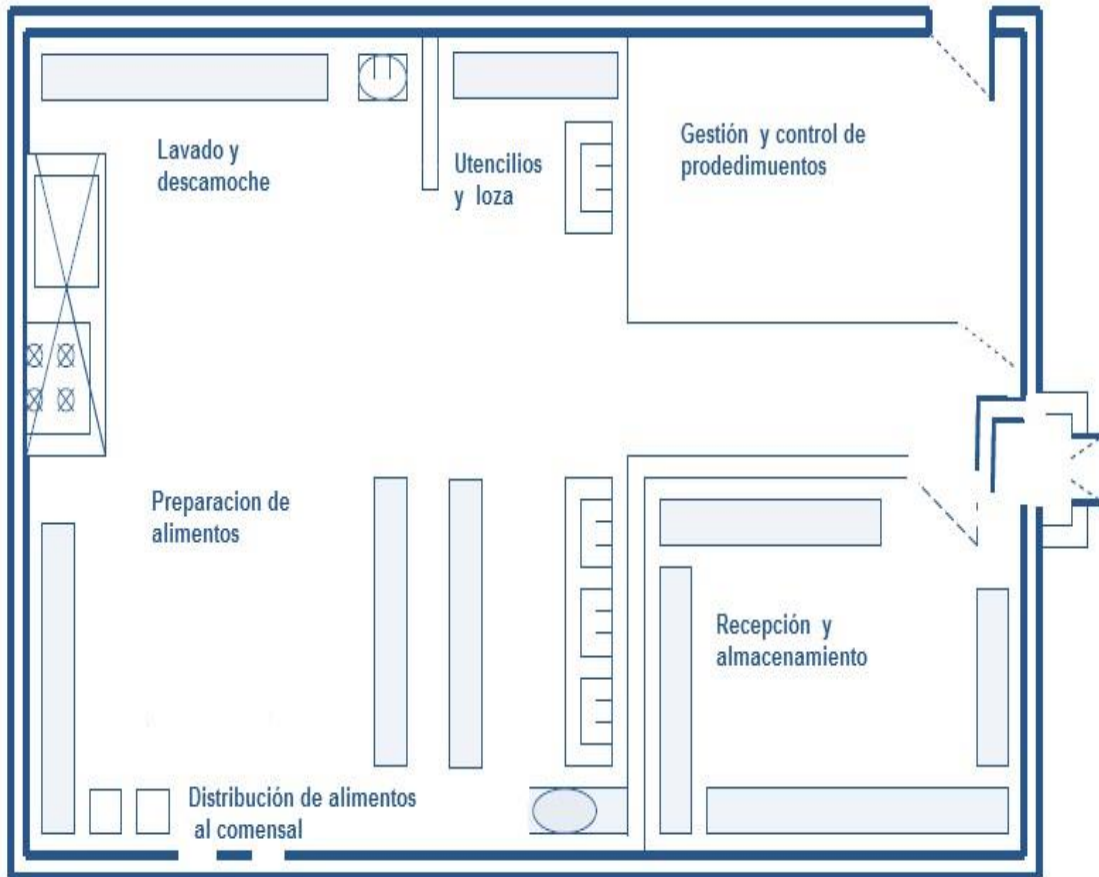 Lavado y
descamoche
Utencilios
y loza
Gestión y control de
prodedimuentos
Preparacion de
alimentos
Recepción y
almacenamiento
Distribución de alimentos
al comensal